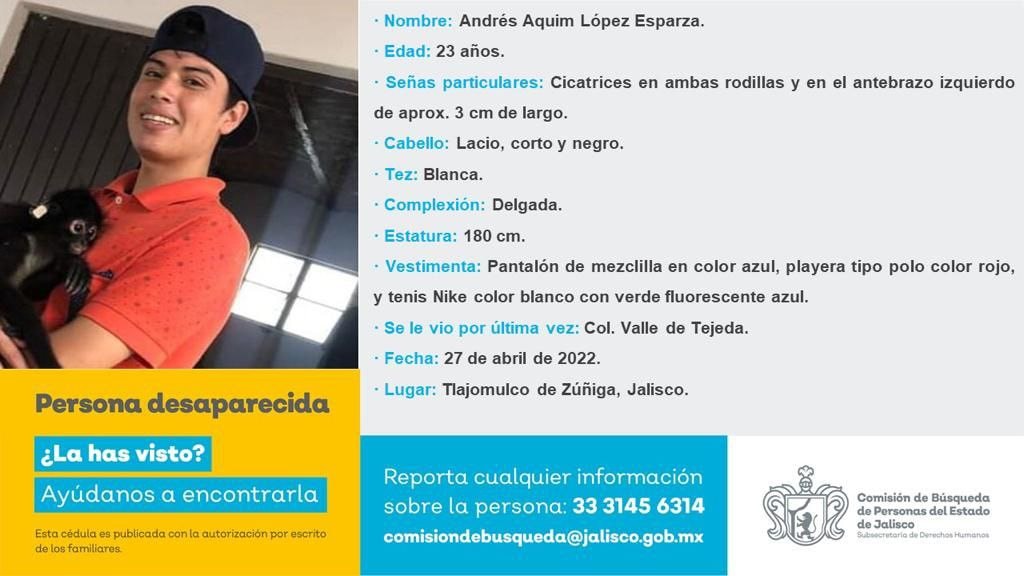 · Nombre: Andrés Aquim López Esparza.
· Edad: 23 años.
· Señas particulares: Cicatrices en ambas rodillas y en el antebrazo izquierdo
de aprox. 3 cm de largo.
· Cabello: Lacio, corto y negro.
· Tez: Blanca.
· Complexión: Delgada.
· Estatura: 180 cm.
· Vestimenta: Pantalón de mezclilla en color azul, playera tipo polo color rojo,
y tenis Nike color blanco con verde fluorescente azul.
· Se le vio por última vez: Col. Valle de Tejeda.
· Fecha: 27 de abril de 2022.
· Lugar: Tlajomulco de Zúñiga, Jalisco.
Persona desaparecida
¿La has visto?
Ayúdanos a encontrarla
Esta cédula es publicada con la autorización por escrito
de los familiares.
Reporta cualquier información
sobre la persona: 33 3145 6314
comisiondebusqueda@jalisco.gob.mx
Comisión de Búsqueda
de Personas del Estado
de Jalisco
Subsecretaría de Derechos Humanos